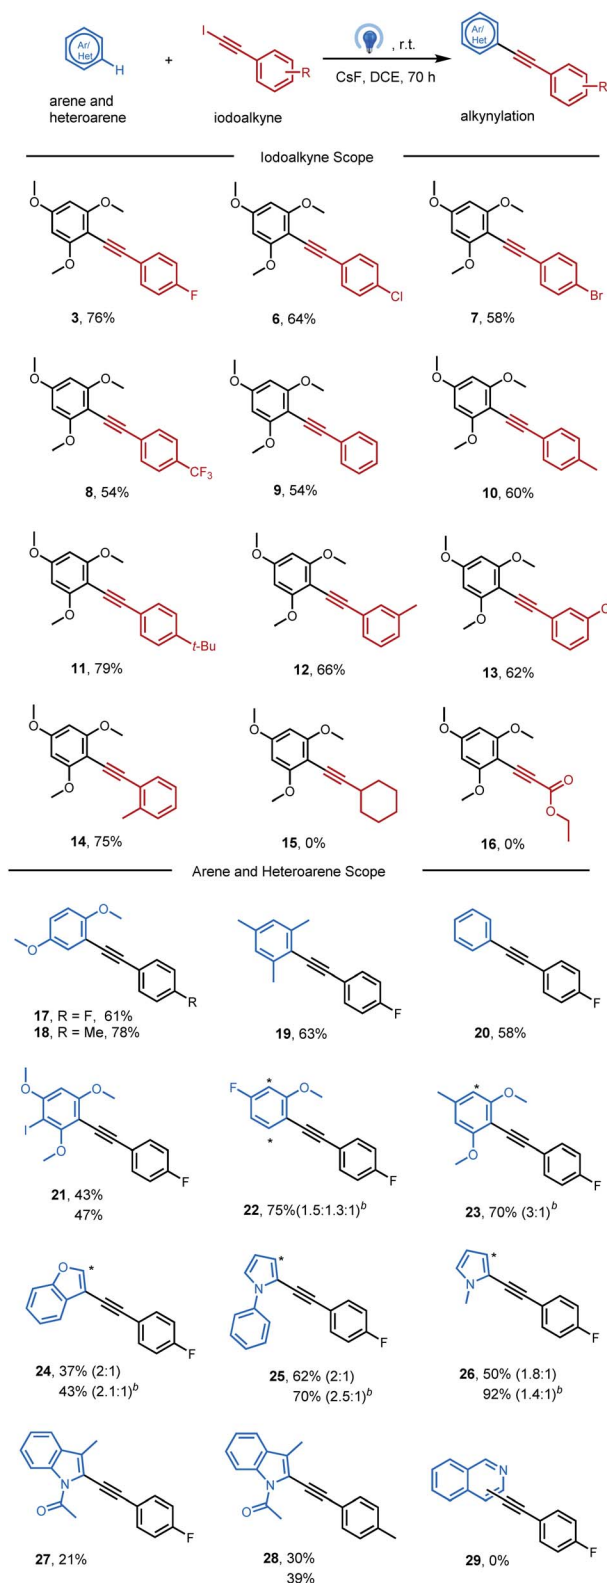 Ar/
Het
H
+
I
R
, r.t.
CsF, DCE, 70 h
Ar/
Het
R
arene and
heteroarene
iodoalkyne
alkynylation
Iodoalkyne Scope
O O O F
3, 76%
O O O Cl
6, 64%
O O O Br
7, 58%
O O O CF3
8, 54%
O O O
9, 54%
O O O
10, 60%
O O O t-Bu
11, 79%
O O O
12, 66%
O O O
13, 62%
O O O
14, 75%
O O O
15, 0%
O O O O O
16, 0%
Arene and Heteroarene Scope
O O R
17, R = F, 61%
18, R = Me, 78%
F
19, 63%
F
20, 58%
O O I O F
21, 43%
47%
F * O * F
22, 75%(1.5:1.3:1)b
* O O F
23, 70% (3:1)
O * F
24, 37% (2:1)
43% (2.1:1)b
* N F
25, 62% (2:1)
70% (2.5:1)b
* N F
26, 50% (1.8:1)
92% (1.4:1)b
N O F
27, 21%
N O
28, 30%
39%
N F
29, 0%